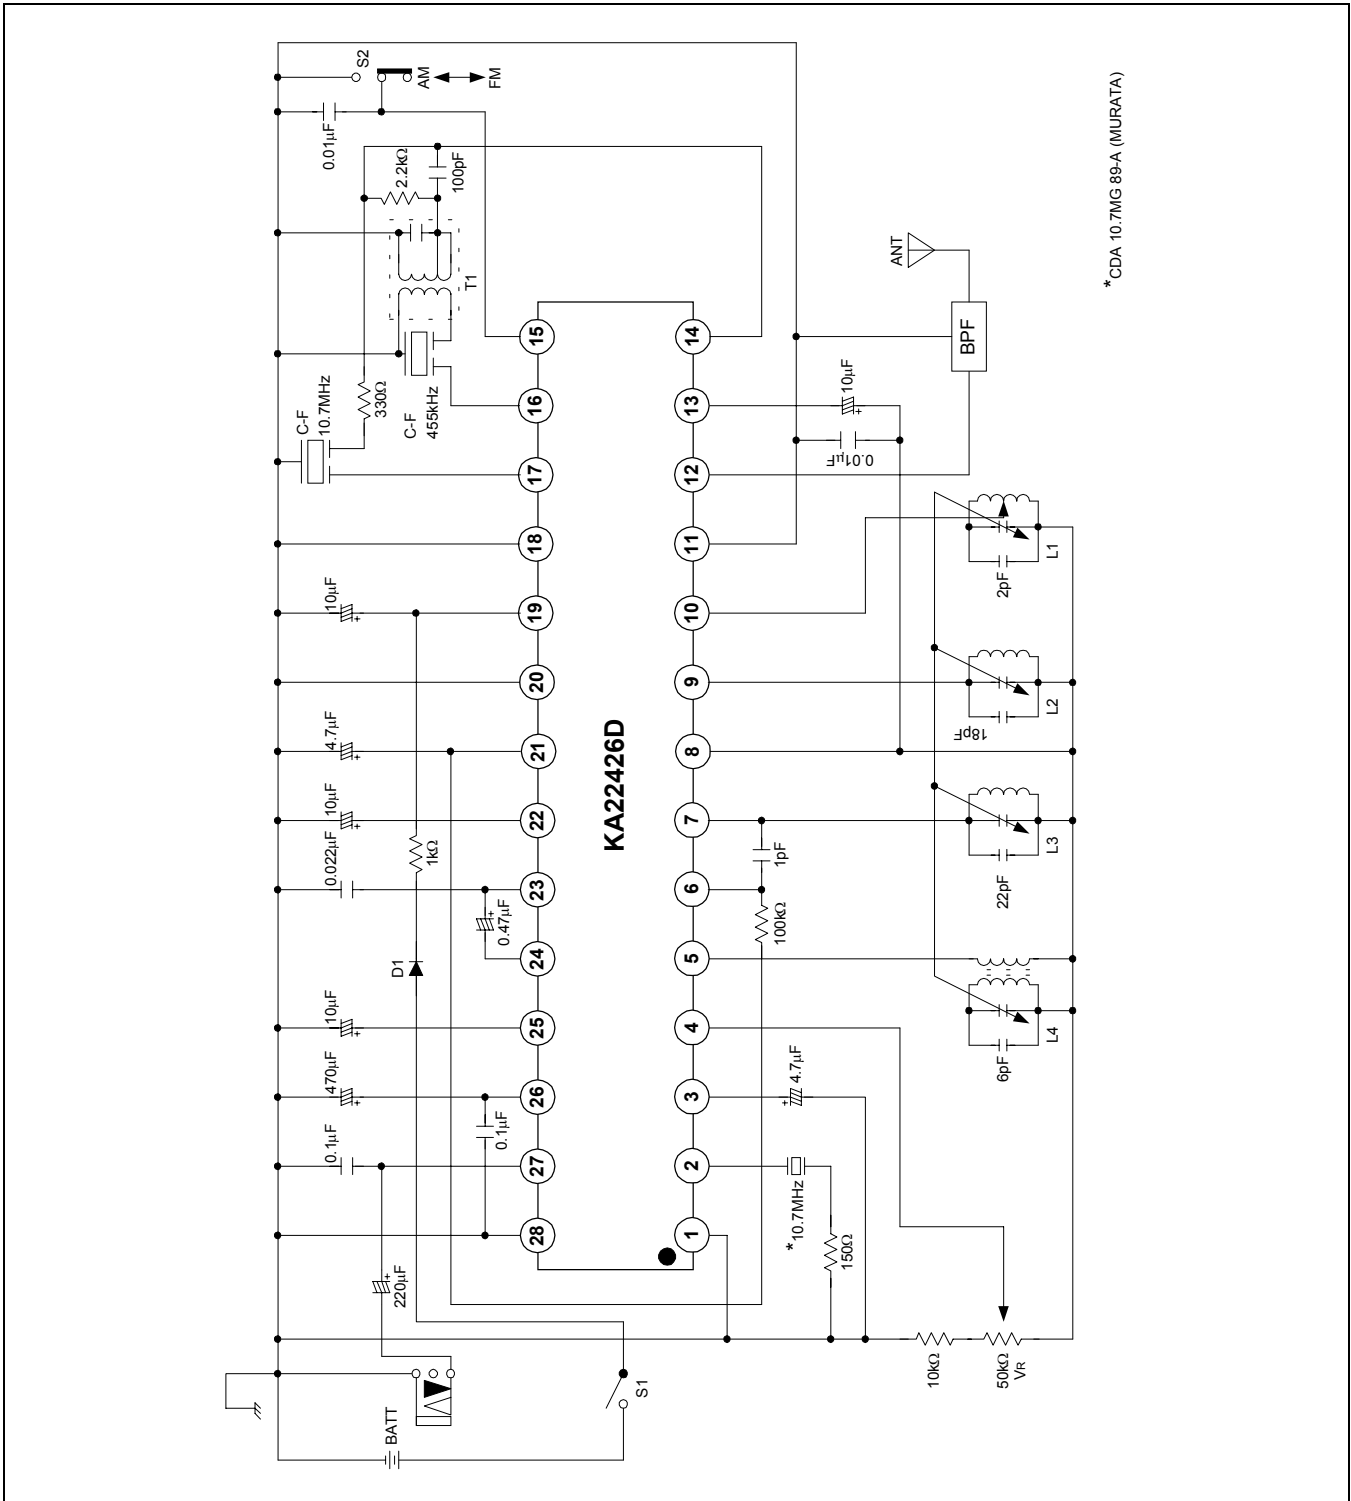 S2
AM
FM
0.01μF
2.2kΩ
100pF
T1
*CDA 10.7MG 89-A (MURATA)
ANT
BPF
C-F
10.7MHz
330Ω
C-F
455kHz
15
14
16
13
10μF
0.01μF
17
12
18
11
L1
2pF
10μF
19
10
20
9
L2
18pF
4.7μF
21
8
KA22426D
10μF
22
7
1kΩ
1pF
L3
22pF
0.022μF
23
6
0.47μF
100kΩ
D1
24
5
10μF
25
4
L4
6pF
470μF
26
3
4.7μF
0.1μF
0.1μF
27
2
*10.7MHz
28
1
150Ω
220μF
10kΩ
50kΩ
VR
S1
BATT